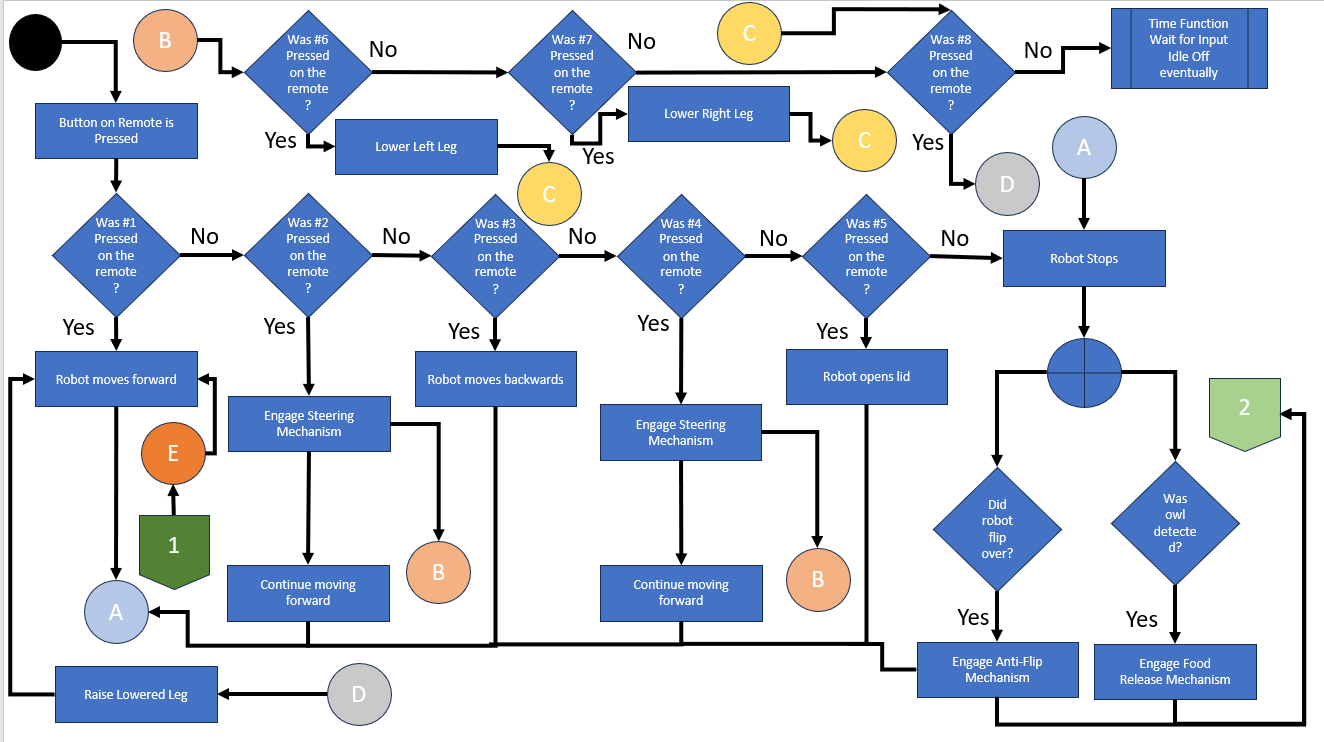 B
Was #6
Pressed
on the
remote
?
No
Was #7
Pressed
on the
remote
?
No
C
Was #8
Pressed
on the
remote
?
No
Time Function
Wait for Input
Idle Off
eventually
Button on Remote is
Pressed
Yes
Lower Left Leg
C
Yes
Lower Right Leg
C
Yes
D
A
Was #1
Pressed
on the
remote
?
No
Was #2
Pressed
on the
remote
?
No
Was #3
Pressed
on the
remote
?
No
Was #4
Pressed
on the
remote
?
No
Was #5
Pressed
on the
remote
?
No
Robot Stops
Yes
Yes
Yes
Yes
Yes
Robot moves forward
Engage Steering
Mechanism
Robot moves backwards
Engage Steering
Mechanism
Robot opens lid
2
E
1
Did
robot
flip
over?
Was
owl
detecte
d?
A
Continue moving
forward
B
Continue moving
forward
B
Yes
Yes
Raise Lowered Leg
D
Engage Anti-Flip
Mechanism
Engage Food
Release Mechanism